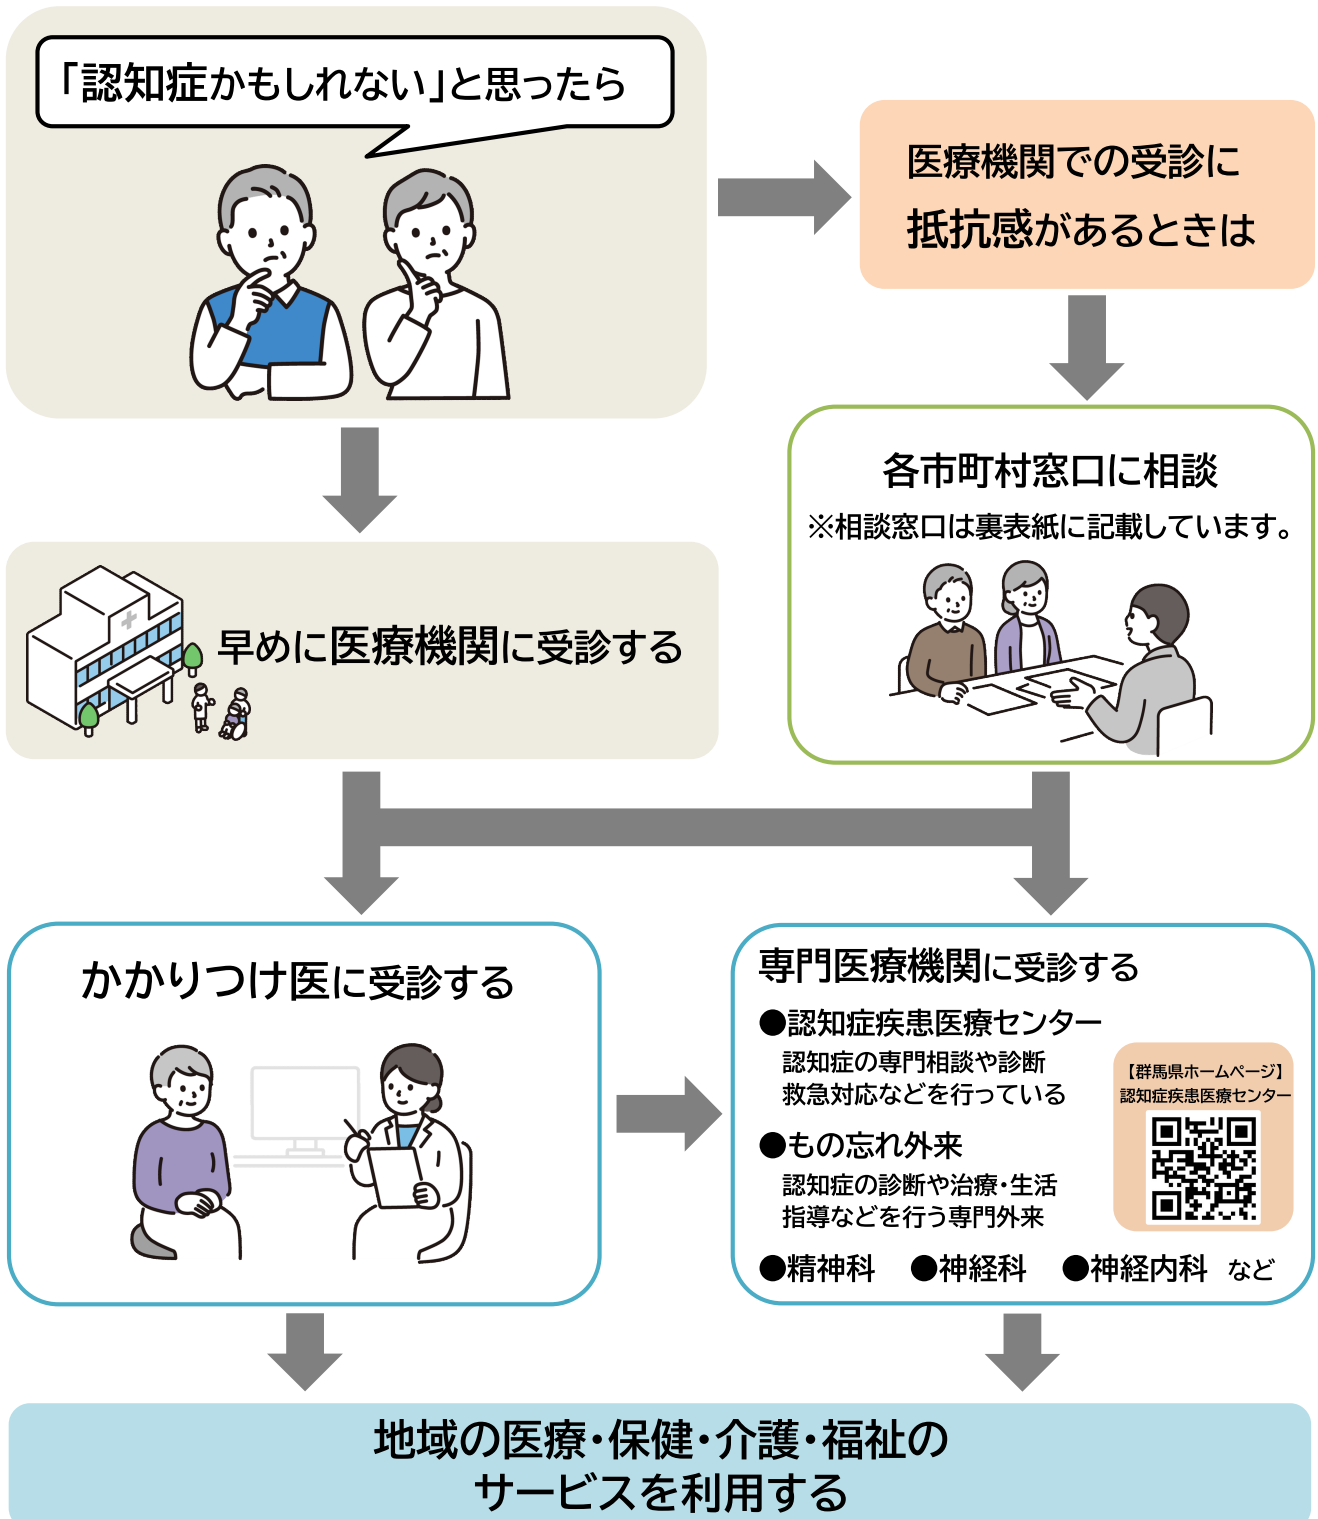 「認知症かもしれない」と思ったら
医療機関での受診に
抵抗感があるときは
各市町村窓口に相談
※相談窓口は裏表紙に記載しています。
早めに医療機関に受診する
かかりつけ医に受診する
専門医療機関に受診する
●認知症疾患医療センター
認知症の専門相談や診断
救急対応などを行っている
【群馬県ホームページ】
認知症疾患医療センター
●もの忘れ外来
認知症の診断や治療・生活
指導などを行う専門外来
●精神科 ●神経科 ●神経内科 など
地域の医療・保健・介護・福祉の
サービスを利用する